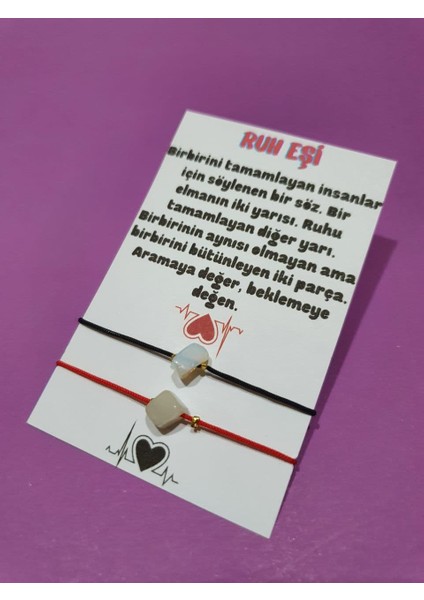 RUH EŞİ
Birbirini tamamlayan insanlar
için söylenen bir söz. Bir
elmanın iki yarısı. Ruhu
tamamlayan diğer yarı.
Birbirinin aynısı olmayan ama
birbirini bütünleyen iki parça.
Aramaya değer, beklemeye
değen.